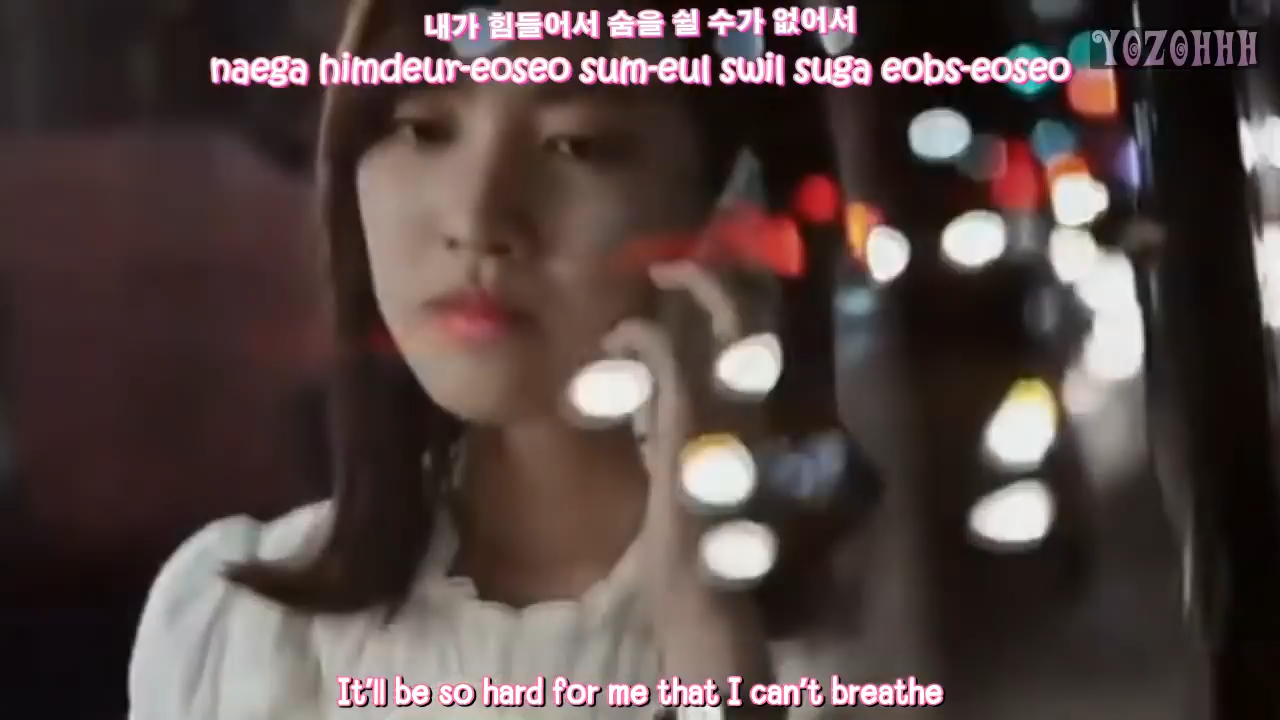 내가 힘들어서 숨을 쉴 수가 없어서
YOZOHHH
naega himdeur-eoseo sum-eul swil suga eobs-eoseo
It'll be so hard for me that I can't breathe